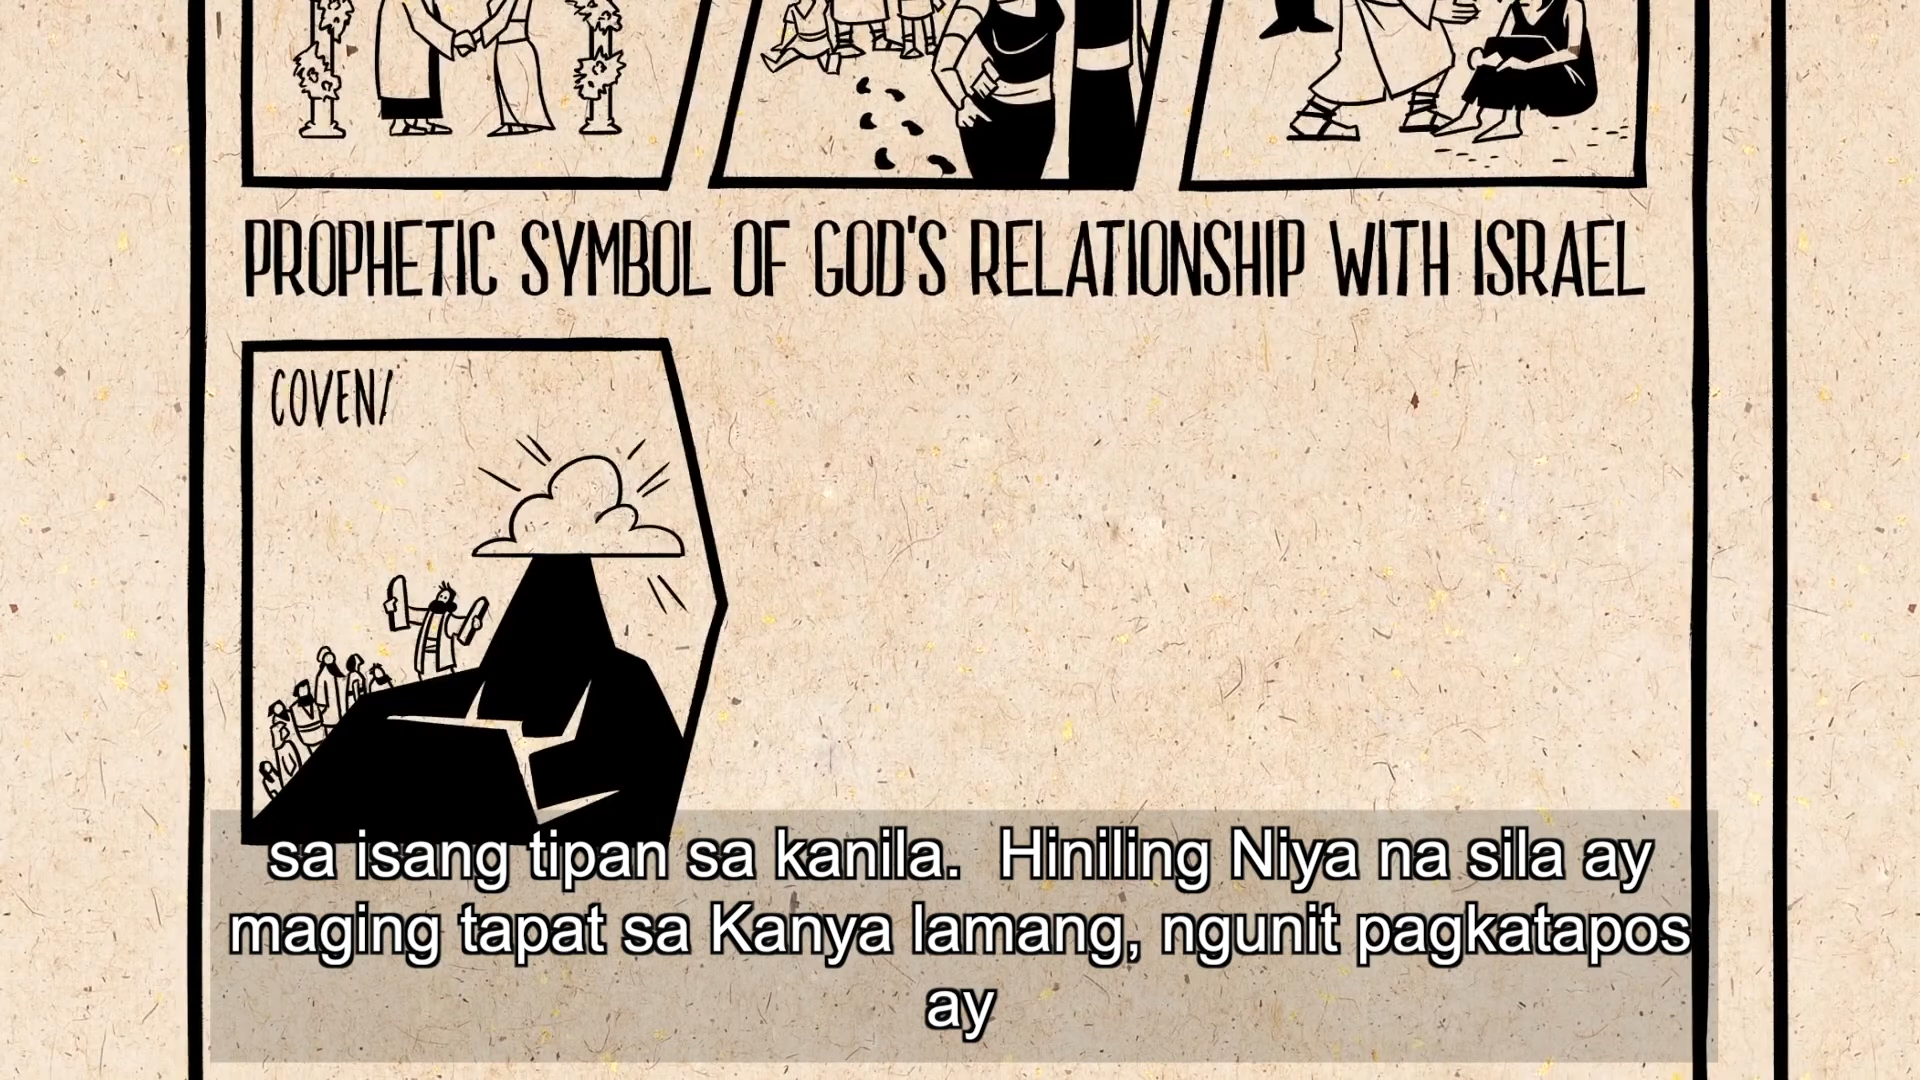 PROPHETIC SYMBOL OF GOD'S RELATIONSHIP WITH ISRAEL
COVEN
sa isang tipan sa kanila.  Hiniling Niya na sila ay
maging tapat sa Kanya lamang, ngunit pagkatapos
ay